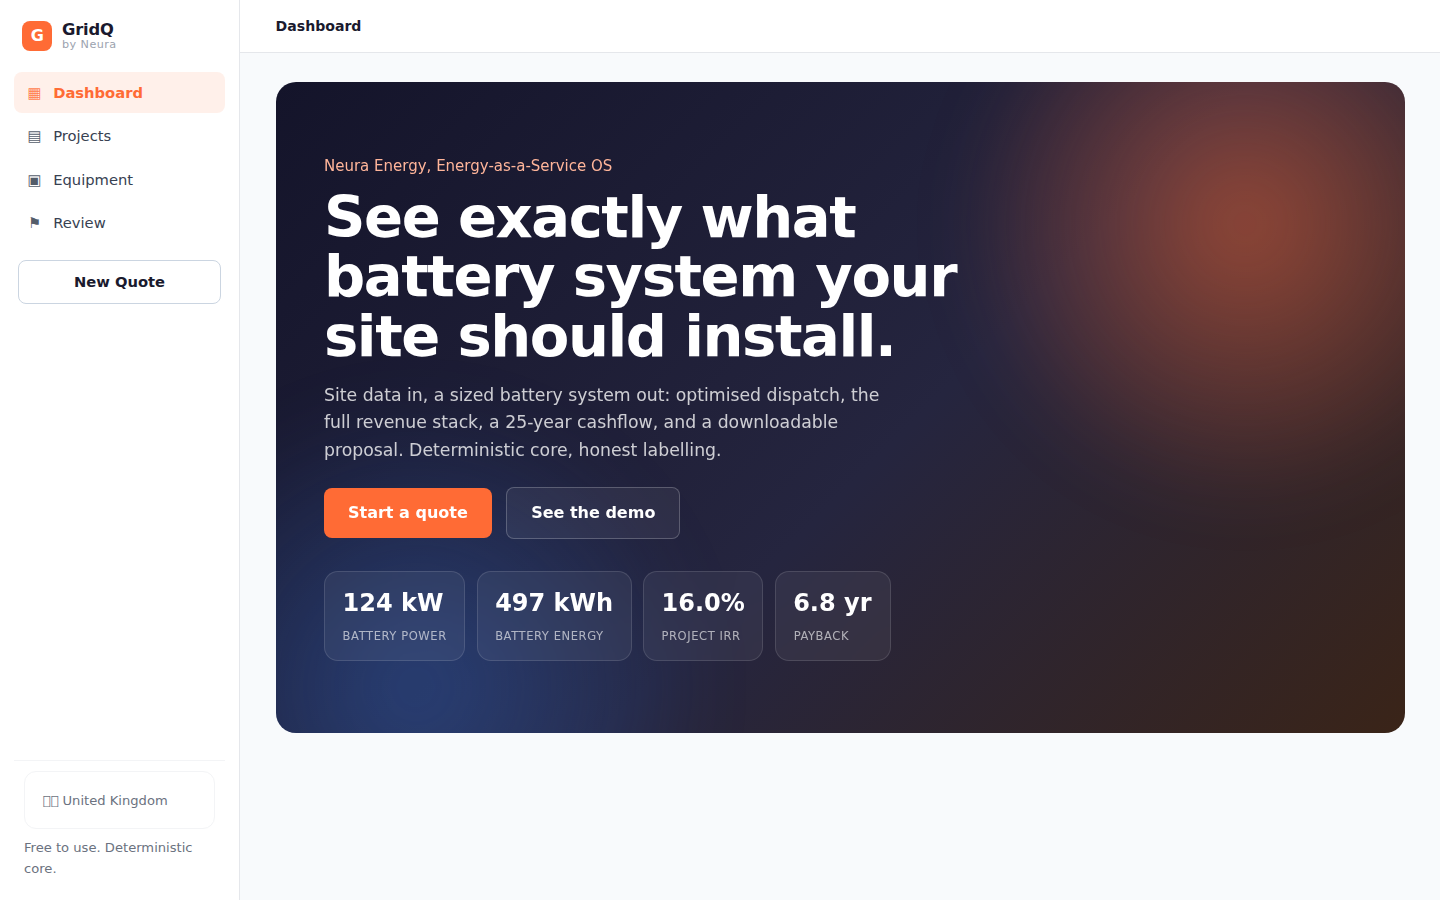 G
GridQ
by Neura
Dashboard
Projects
Equipment
Review
New Quote
United Kingdom
Free to use. Deterministic
core.
Dashboard
Neura Energy, Energy-as-a-Service OS
See exactly what
battery system your
site should install.
Site data in, a sized battery system out: optimised dispatch, the
full revenue stack, a 25-year cashflow, and a downloadable
proposal. Deterministic core, honest labelling.
Start a quote
See the demo
124 kW
BATTERY POWER
497 kWh
BATTERY ENERGY
16.0%
PROJECT IRR
6.8 yr
PAYBACK